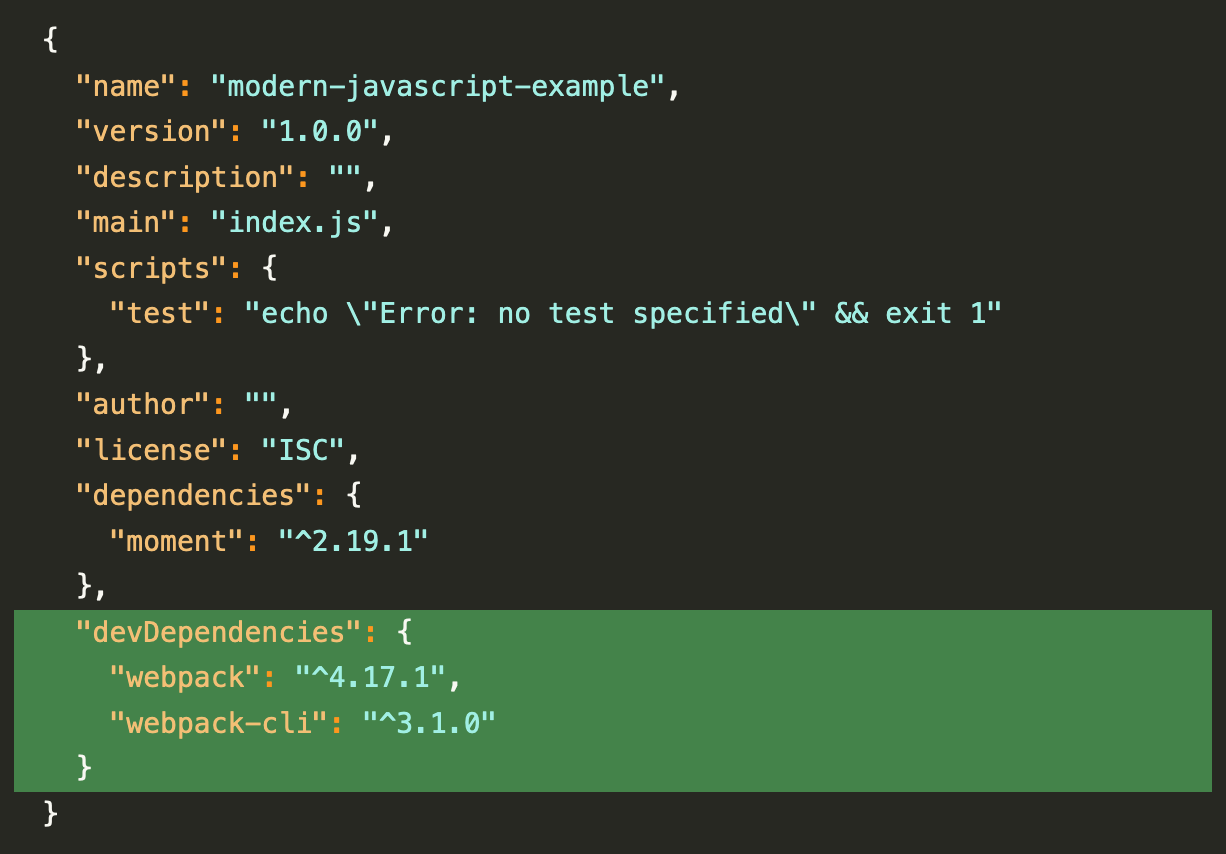 {
  "name": "modern-javascript-example",
  "version": "1.0.0",
  "description": "",
  "main": "index.js",
  "scripts": {
    "test": "echo \"Error: no test specified\" && exit 1"
  },
  "author": "",
  "license": "ISC",
  "dependencies": {
    "moment": "^2.19.1"
  },
  "devDependencies": {
    "webpack": "^4.17.1",
    "webpack-cli": "^3.1.0"
  }
}